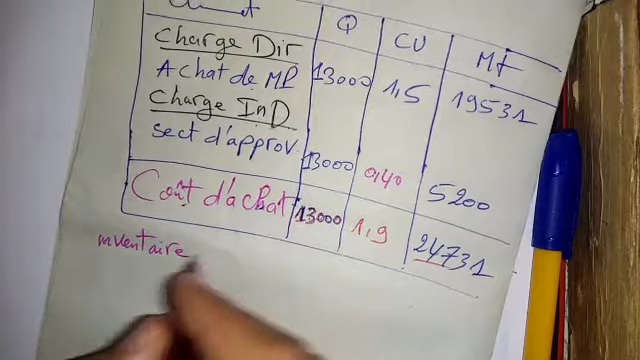 Q CU Mt
Charge Dir
Achat de MP 13000 1,5 19531
Charge InD
sect d'approv. 13000 0,40 5200
Coût d'achat 13000 1,9 24731
inventaire